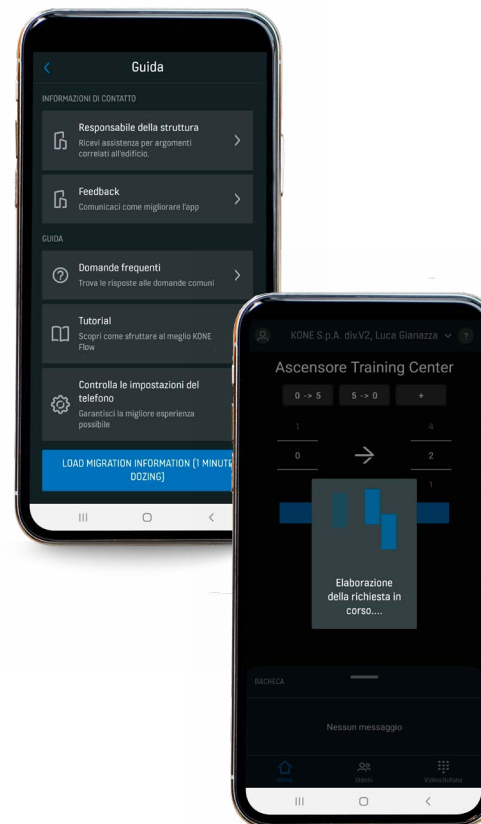 Guida
INFORMAZIONI DI CONTATTO
Responsabile della struttura
Ricevi assistenza per argomenti
correlati all'edificio.
Feedback
Comunicaci come migliorare l'app
GUIDA
Domande frequenti
Trova le risposte alle domande comuni
Tutorial
Scopri come sfruttare al meglio KONE
Flow
Controlla le impostazioni del
telefono
Garantisci la migliore esperienza
possibile
LOAD MIGRATION INFORMATION (1 MINUTE
DOZING)
KONE S.p.A. div.V2, Luca Gianazza
?
Ascensore Training Center
0 -> 5 5 -> 0 +
1 4
0 → 2
1
Elaborazione
della richiesta in
corso....
BACHECA
Nessun messaggio
Home Utenti Videocitofono